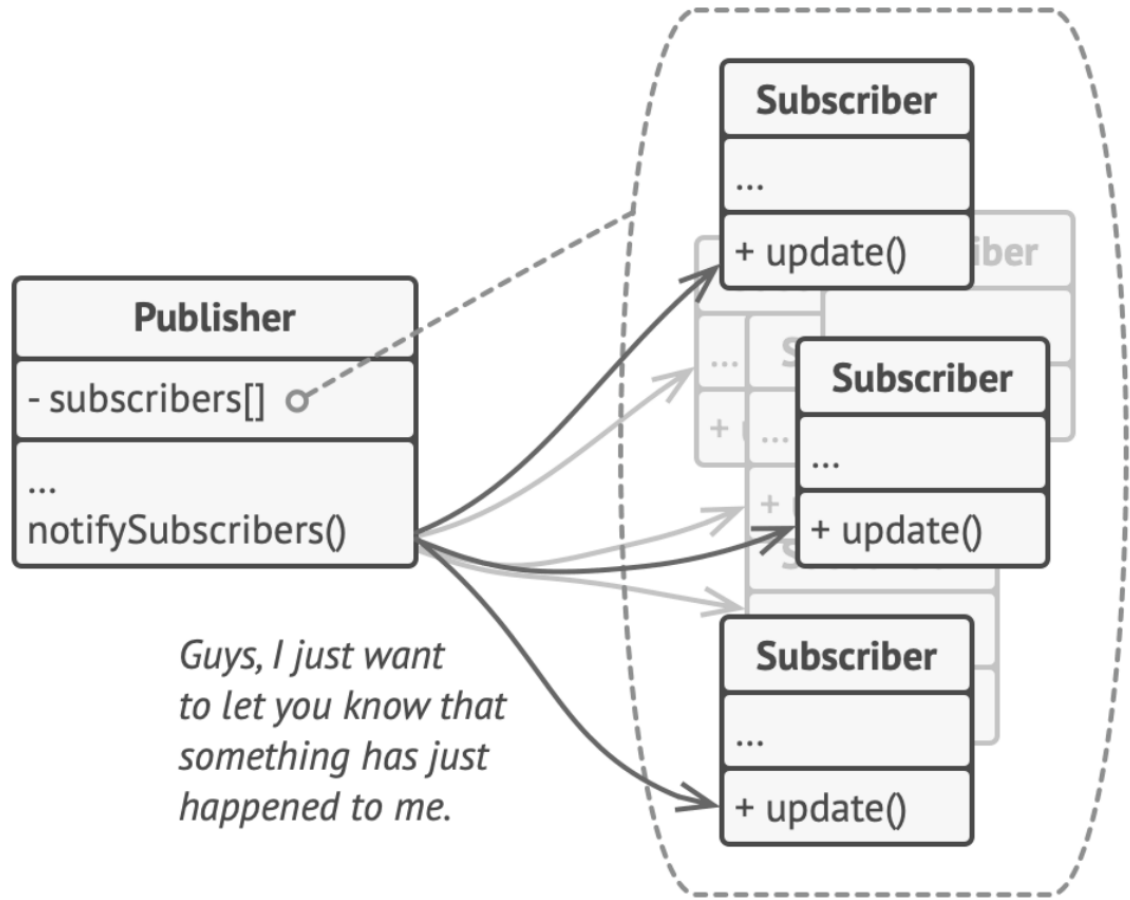 Publisher
- subscribers[]
...
notifySubscribers()
Guys, I just want
to let you know that
something has just
happened to me.
Subscriber
...
+ update()
Subscriber
...
+ update()
Subscriber
...
+ update()
...
...